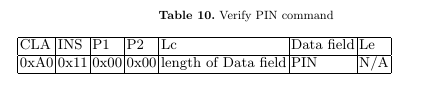 Table 10. Verify PIN command
CLA INS P1 P2 Lc Data field Le
0xA0 0x11 0x00 0x00 length of Data field PIN N/A